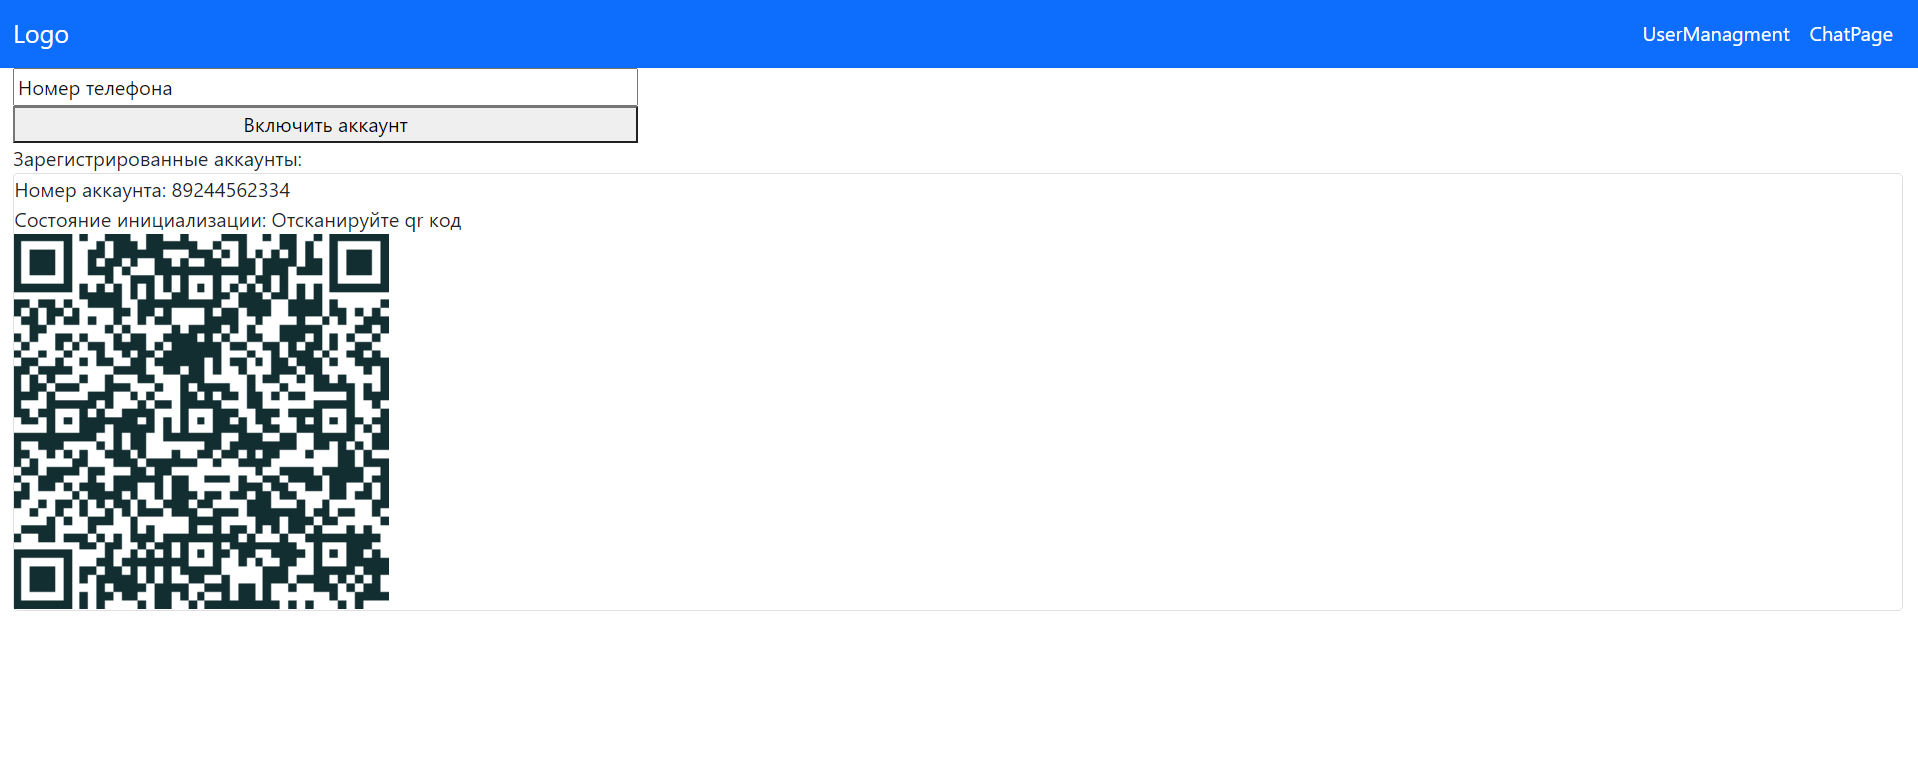 Logo
UserManagment ChatPage
Номер телефона
Включить аккаунт
Зарегистрированные аккаунты:
Номер аккаунта: 89244562334
Состояние инициализации: Отсканируйте qr код